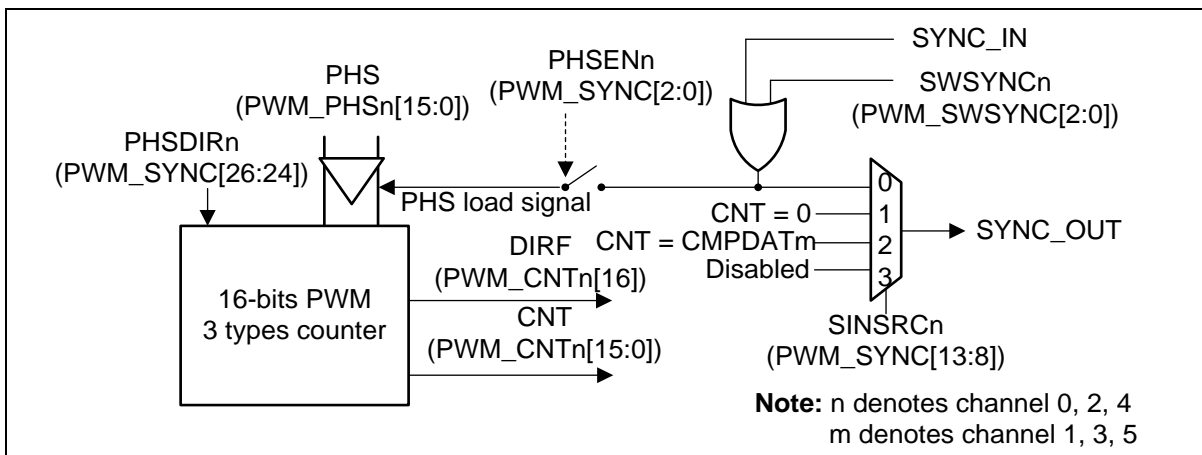 SYNC_IN
PHSENn
(PWM_SYNC[2:0])
PHS
(PWM_PHSn[15:0])
SWSYNCn
(PWM_SWSYNC[2:0])
PHSDIRn
(PWM_SYNC[26:24])
PHS load signal
0
CNT = 0
1
SYNC_OUT
CNT = CMPDATm
2
Disabled
3
DIRF
(PWM_CNTn[16])
16-bits PWM
3 types counter
CNT
(PWM_CNTn[15:0])
SINSRCn
(PWM_SYNC[13:8])
Note: n denotes channel 0, 2, 4
m denotes channel 1, 3, 5